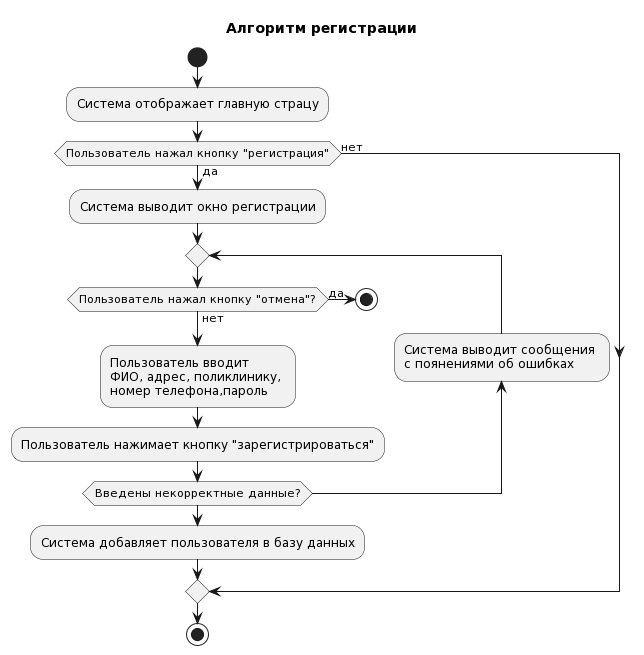 Алгоритм регистрации
Система отображает главную страцу
Пользователь нажал кнопку "регистрация"
нет
да
Система выводит окно регистрации
Пользователь нажал кнопку "отмена"?
да
нет
Система выводит сообщения
с поянениями об ошибках
Пользователь вводит
ФИО, адрес, поликлинику,
номер телефона,пароль
Пользователь нажимает кнопку "зарегистрироваться"
Введены некорректные данные?
Система добавляет пользователя в базу данных